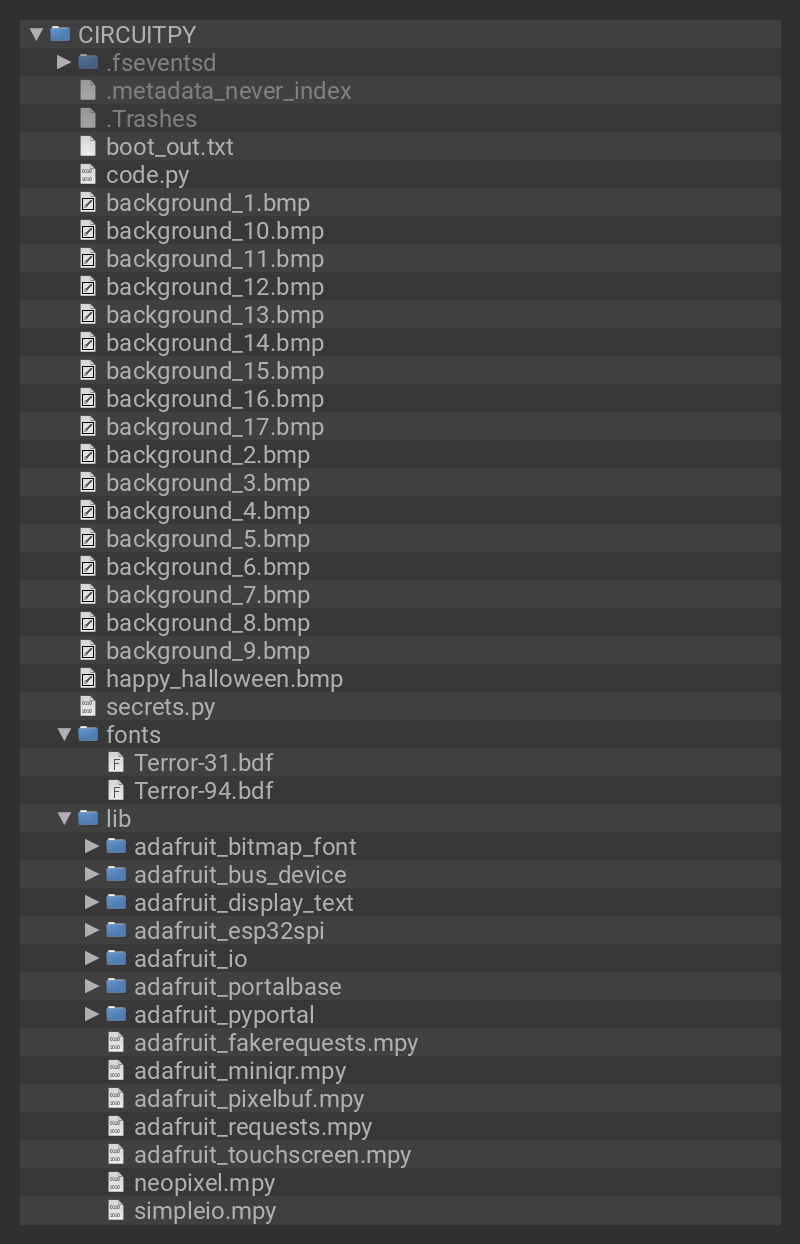 CIRCUITPY
.fseventsd
.metadata_never_index
.Trashes
boot_out.txt
code.py
background_1.bmp
background_10.bmp
background_11.bmp
background_12.bmp
background_13.bmp
background_14.bmp
background_15.bmp
background_16.bmp
background_17.bmp
background_2.bmp
background_3.bmp
background_4.bmp
background_5.bmp
background_6.bmp
background_7.bmp
background_8.bmp
background_9.bmp
happy_halloween.bmp
secrets.py
fonts
Terror-31.bdf
Terror-94.bdf
lib
adafruit_bitmap_font
adafruit_bus_device
adafruit_display_text
adafruit_esp32spi
adafruit_io
adafruit_portalbase
adafruit_pyportal
adafruit_fakerequests.mpy
adafruit_miniqr.mpy
adafruit_pixelbuf.mpy
adafruit_requests.mpy
adafruit_touchscreen.mpy
neopixel.mpy
simpleio.mpy